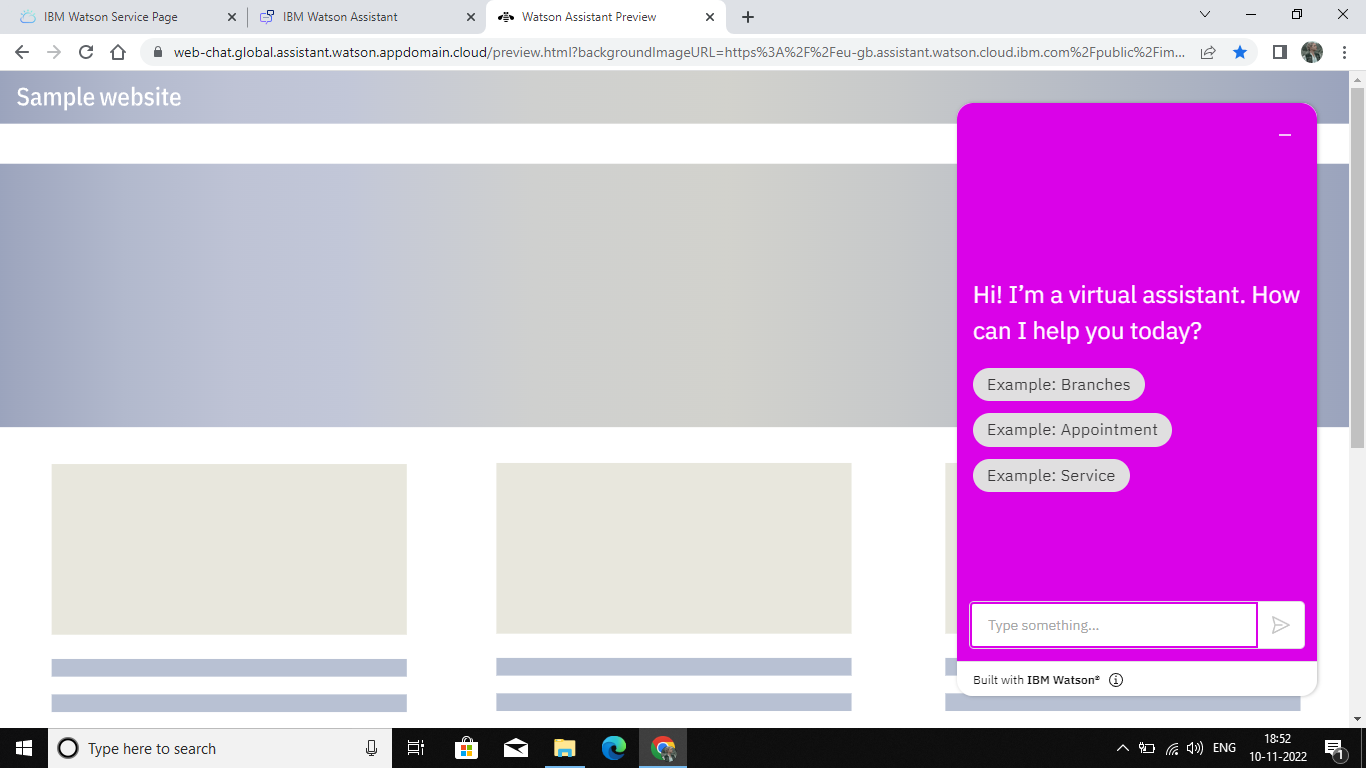 IBM Watson Service Page
IBM Watson Assistant
Watson Assistant Preview
web-chat.global.assistant.watson.appdomain.cloud/preview.html?backgroundImageURL=https%3A%2F%2Feu-gb.assistant.watson.cloud.ibm.com%2Fpublic%2Fim...
Sample website
Hi! I'm a virtual assistant. How
can I help you today?
Example: Branches
Example: Appointment
Example: Service
Type something...
Built with IBM Watson®
Type here to search
ENG
18:52
10-11-2022
1